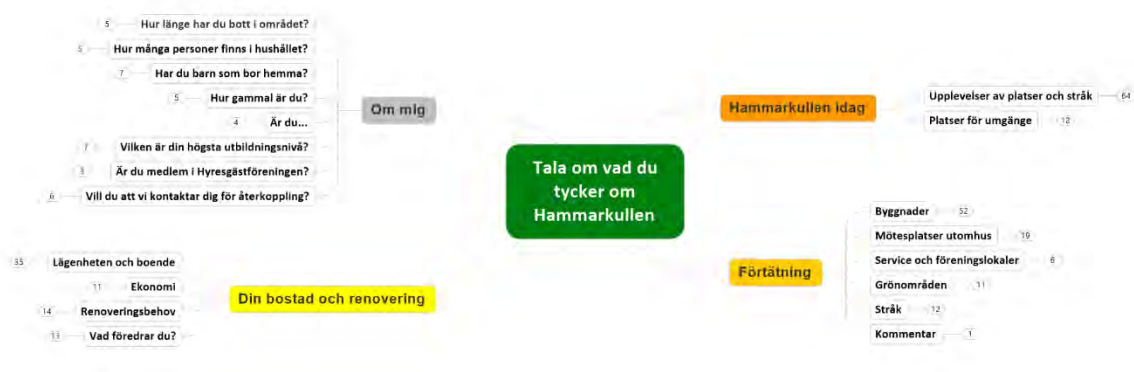 5 Hur länge har du bott i området?
5 Hur många personer finns i hushållet?
7 Har du barn som bor hemma?
5 Hur gammal är du?
4 Är du...
7 Vilken är din högsta utbildningsnivå?
3 Är du medlem i Hyresgästföreningen?
6 Vill du att vi kontaktar dig för återkoppling?
Om mig
35 Lägenheten och boende
11 Ekonomi
14 Renoveringsbehov
13 Vad föredrar du?
Din bostad och renovering
Tala om vad du
tycker om
Hammarkullen
Hammarkullen idag
Upplevelser av platser och stråk 64
Platser för umgänge 12
Förtätning
Byggnader 52
Mötesplatser utomhus 19
Service och föreningslokaler 6
Grönområden 11
Stråk 12
Kommentar 1